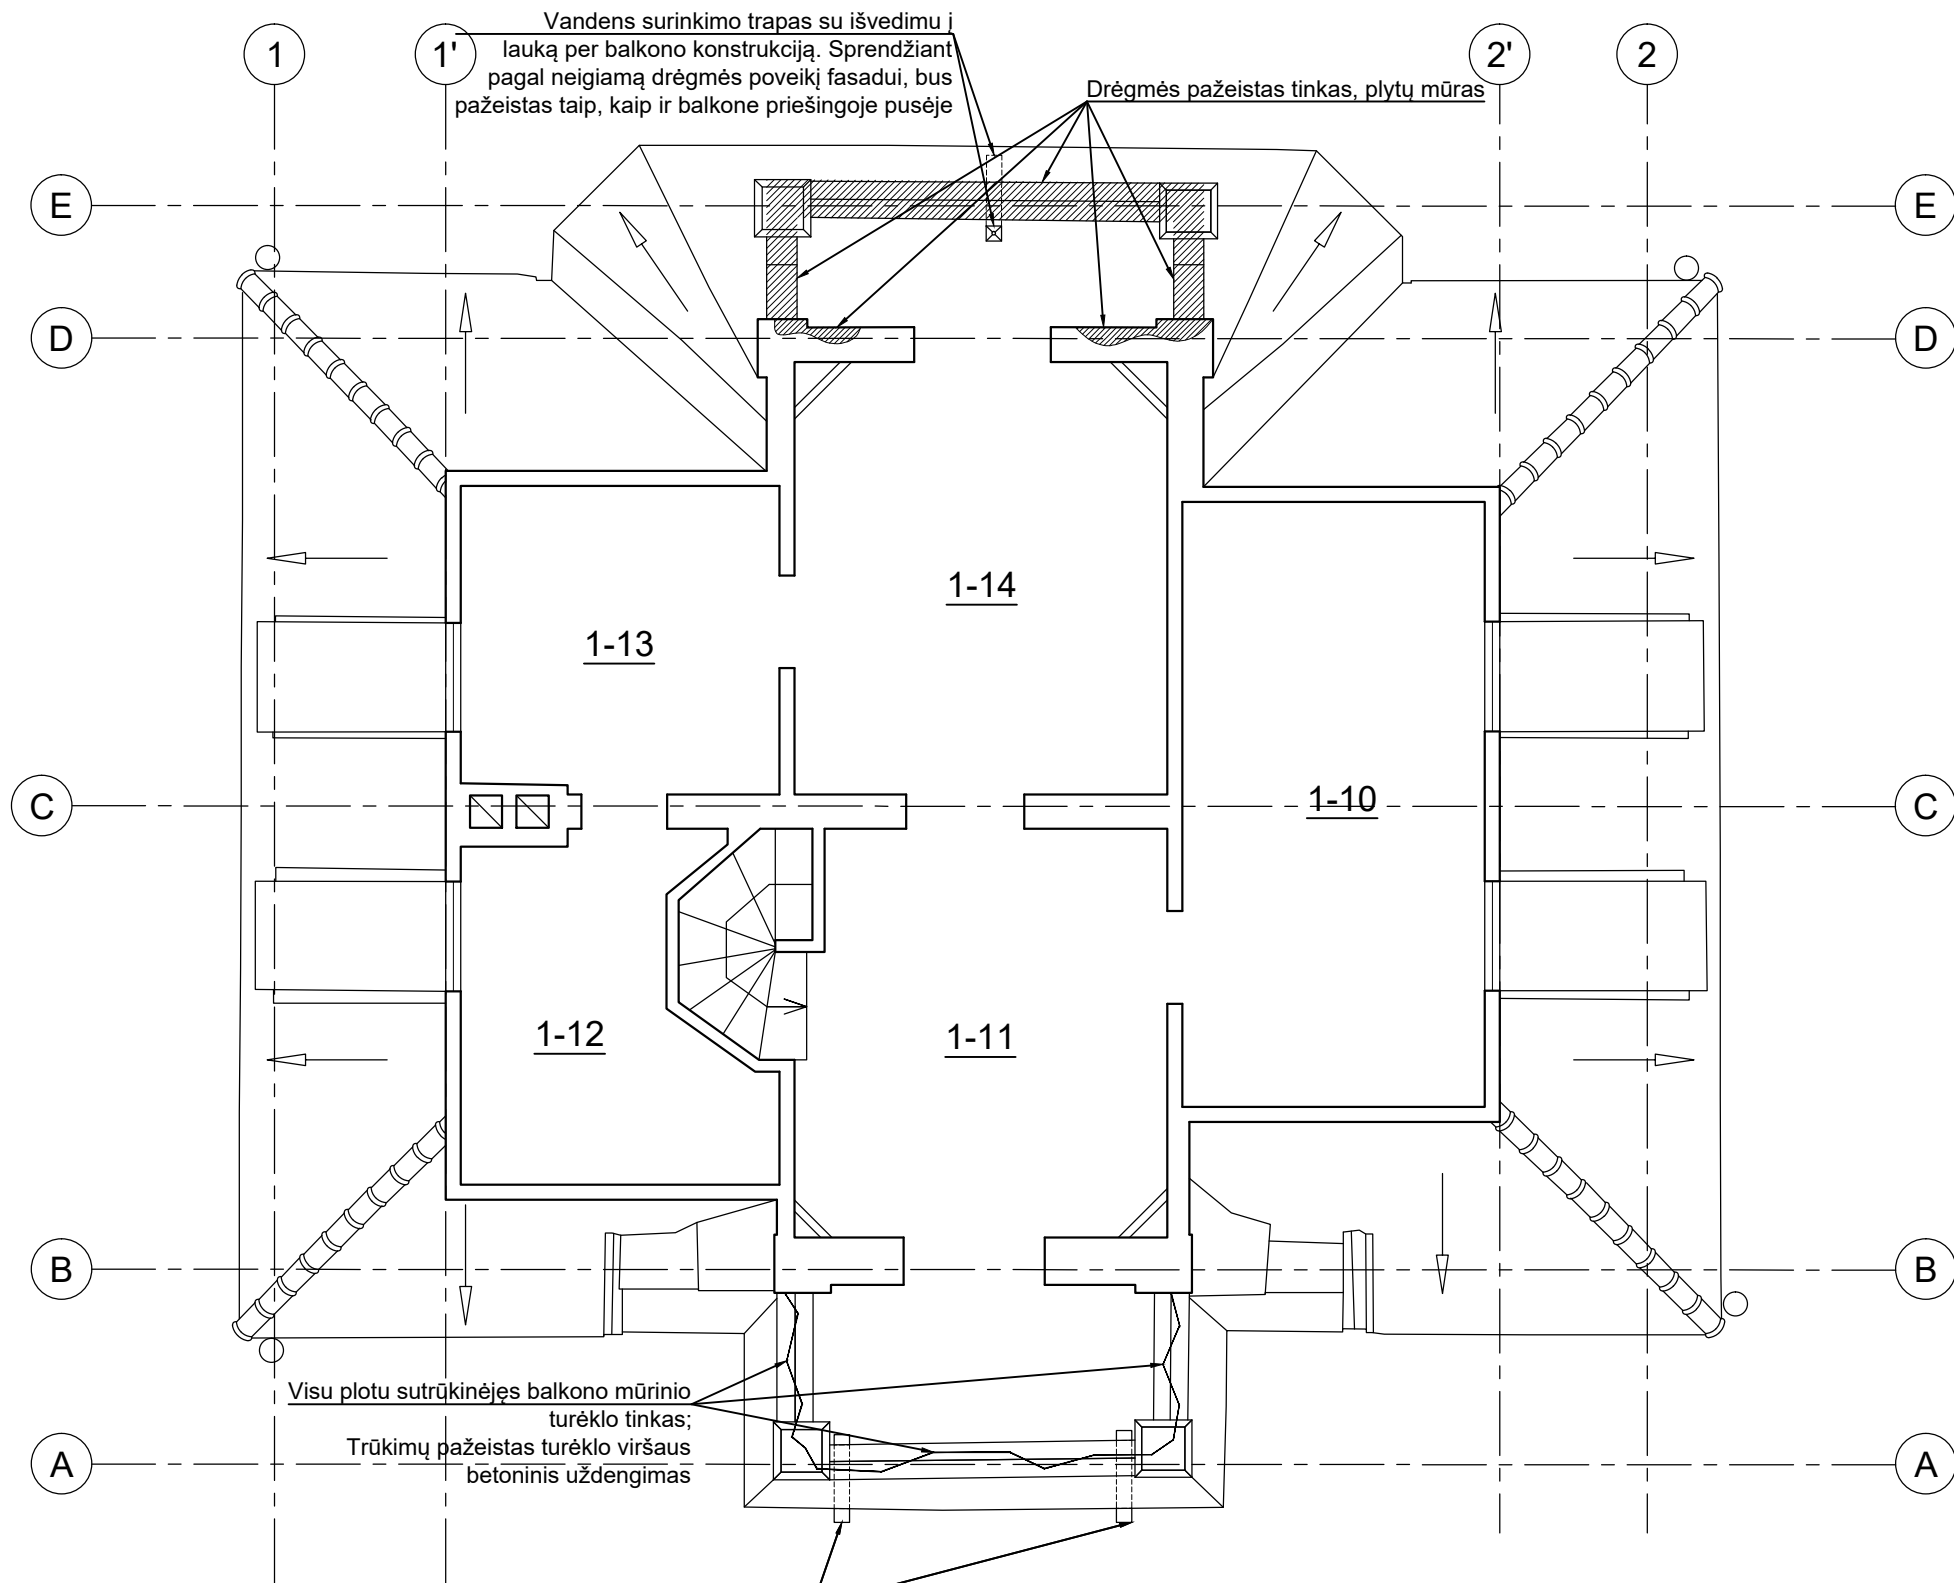 Vandens surinkimo trapas su išvedimu į
lauką per balkono konstrukciją. Sprendžiant
pagal neigiamą drėgmės poveikį fasadui, bus
pažeistas taip, kaip ir balkone priešingoje pusėje
1
1'
2'
2
Drėgmės pažeistas tinkas, plytų mūras
E
E
D
D
1-14
1-13
C
1-10
C
1-12
1-11
B
B
Visu plotu sutrūkinėjęs balkono mūrinio
turėklo tinkas;
Trūkimų pažeistas turėklo viršaus
betoninis uždengimas
A
A